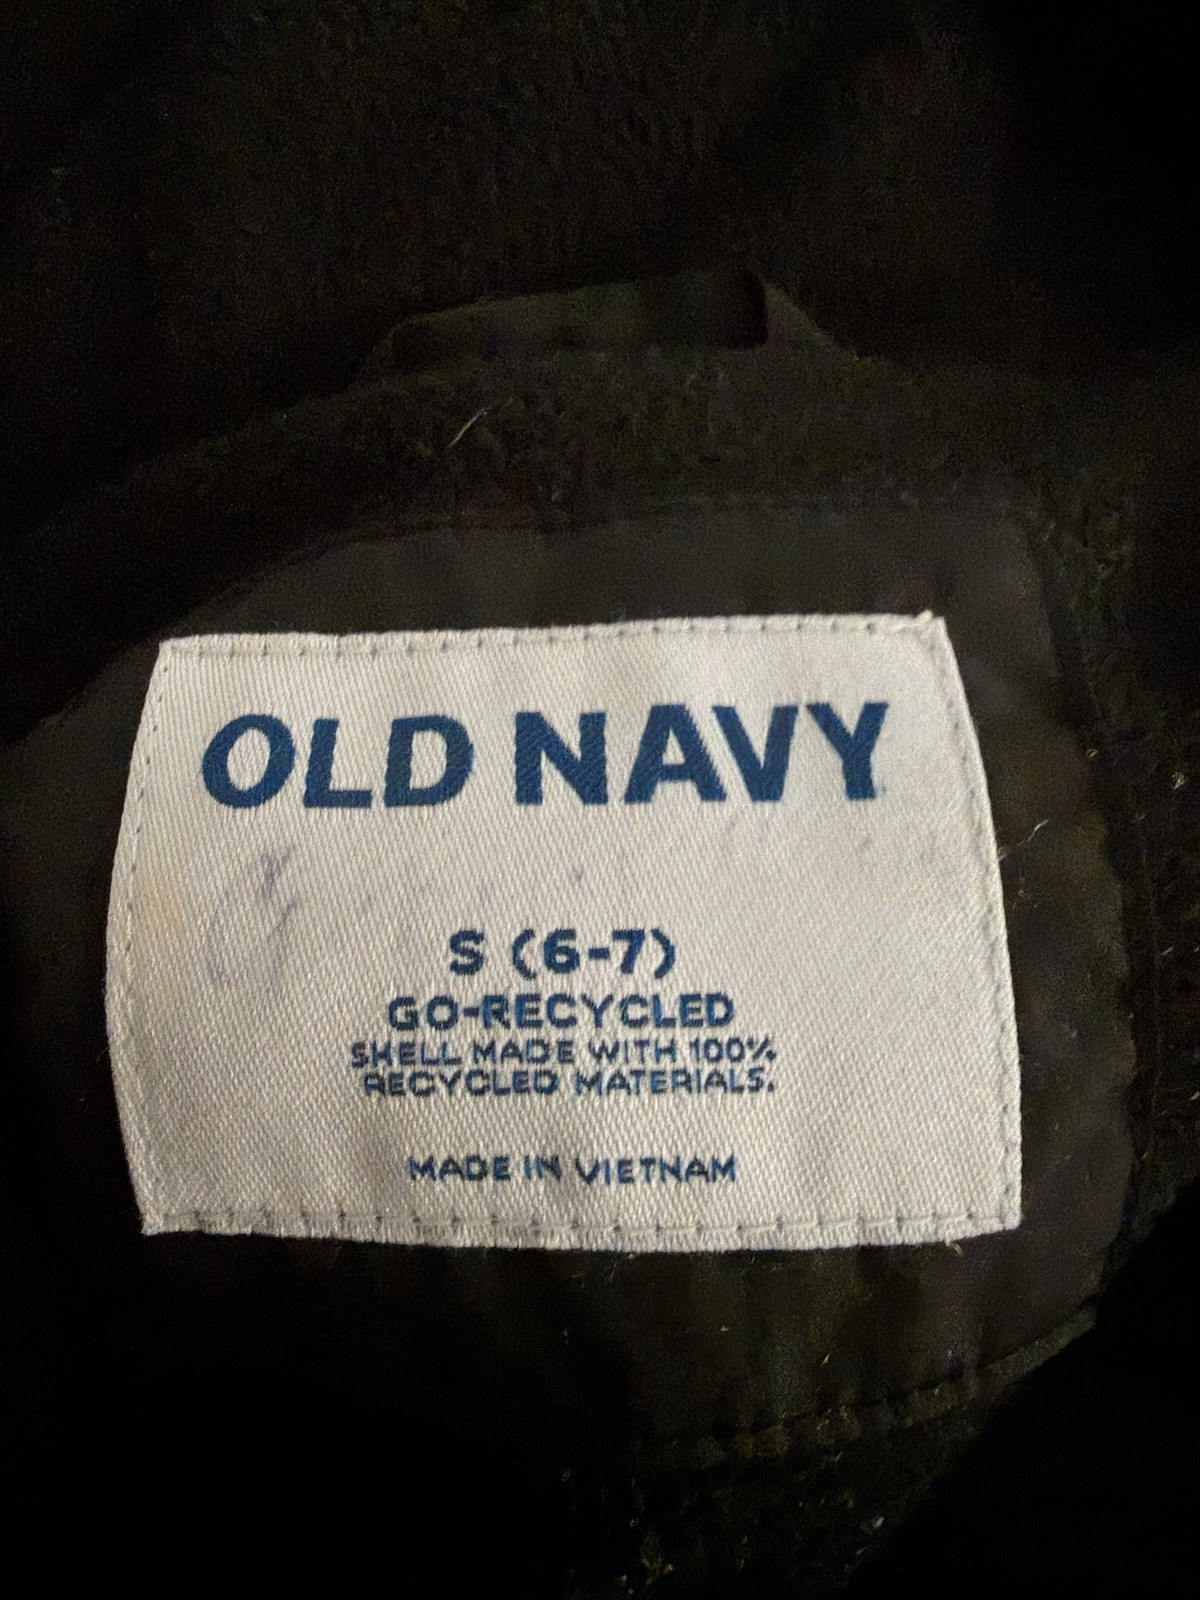 OLD NAVY
S (6-7)
GO-RECYCLED
SHELL MADE WITH 100%
RECYCLED MATERIALS.
MADE IN VIETNAM